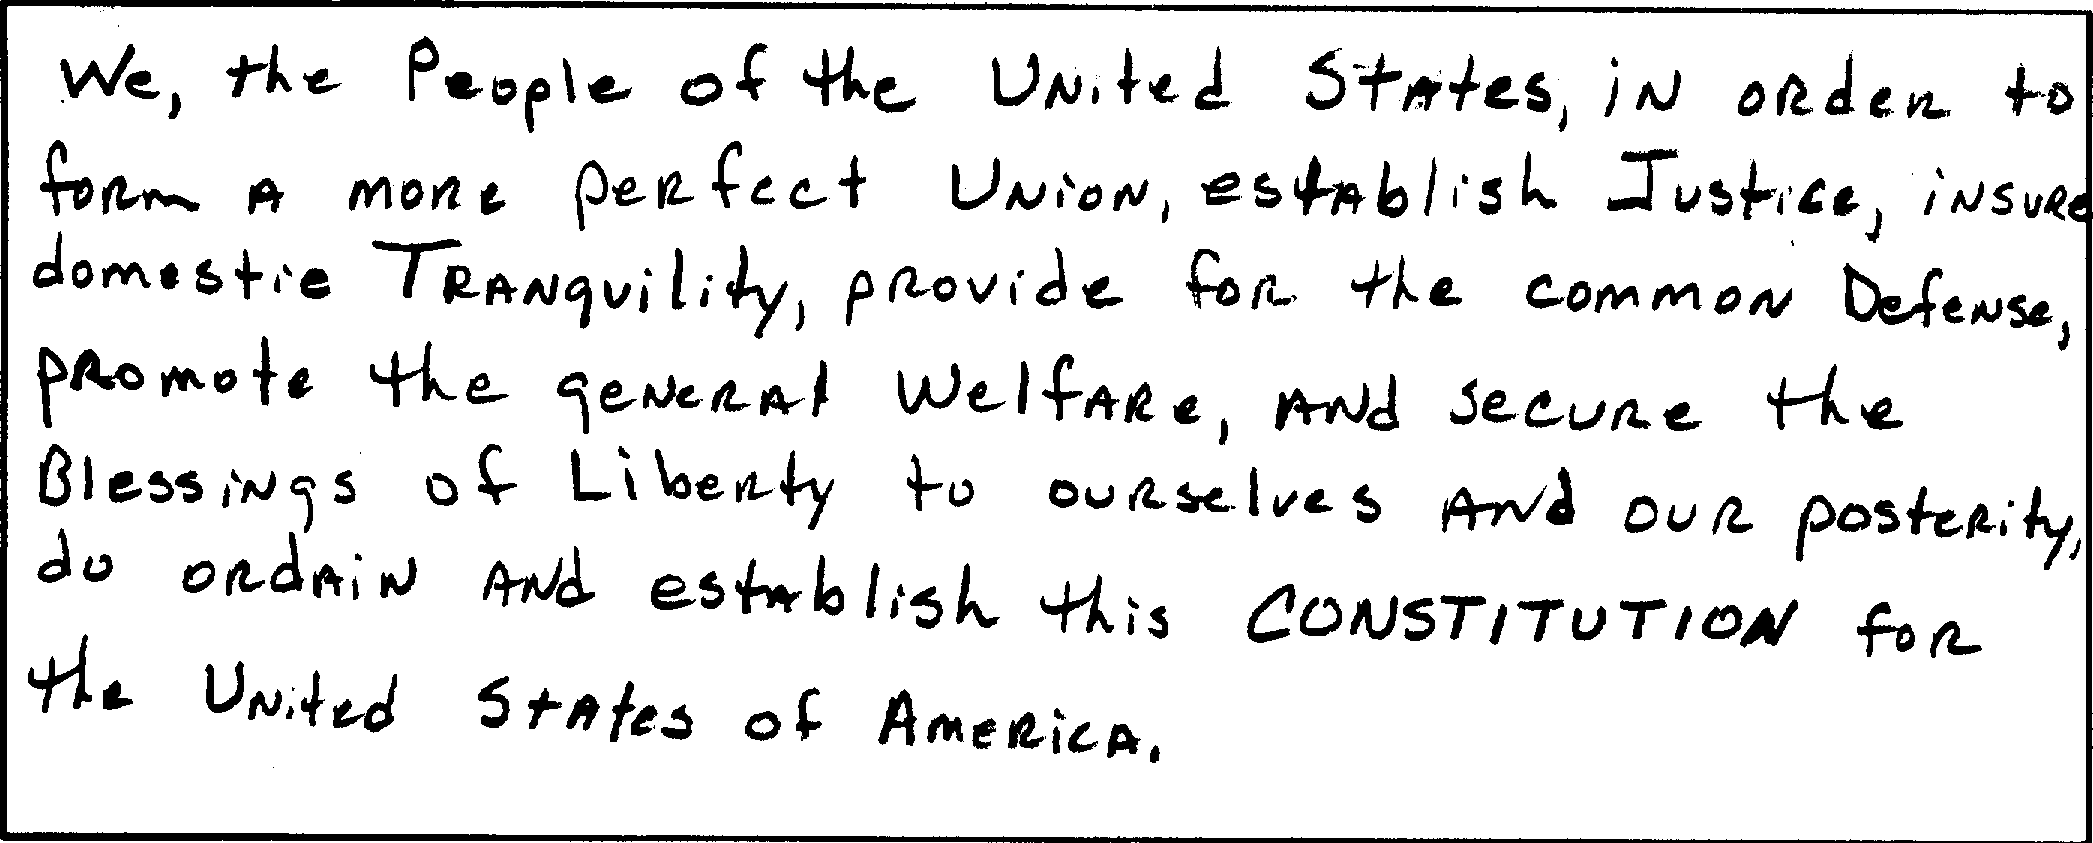 We, the People of the United States, in order to
form a more perfect Union, establish Justice, insure
domestic Tranquility, provide for the common Defense,
promote the general Welfare, and secure the
Blessings of Liberty to ourselves and our posterity,
do ordain and establish this CONSTITUTION for
the United States of America.